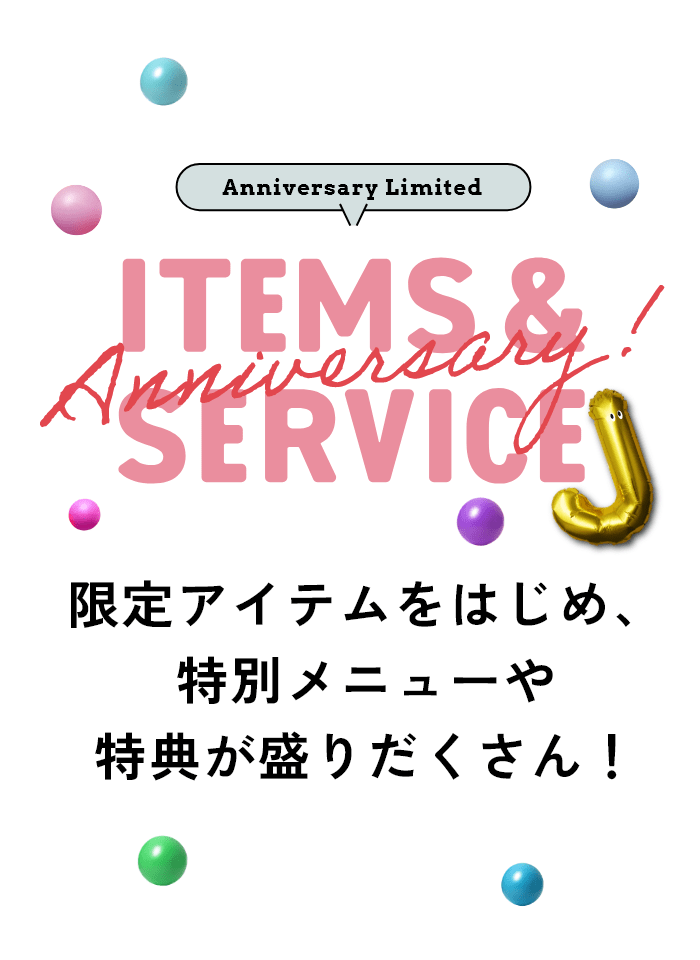 Anniversary Limited
ITEMS &
Anniversary!
SERVICE
J
限定アイテムをはじめ、
特別メニューや
特典が盛りだくさん！